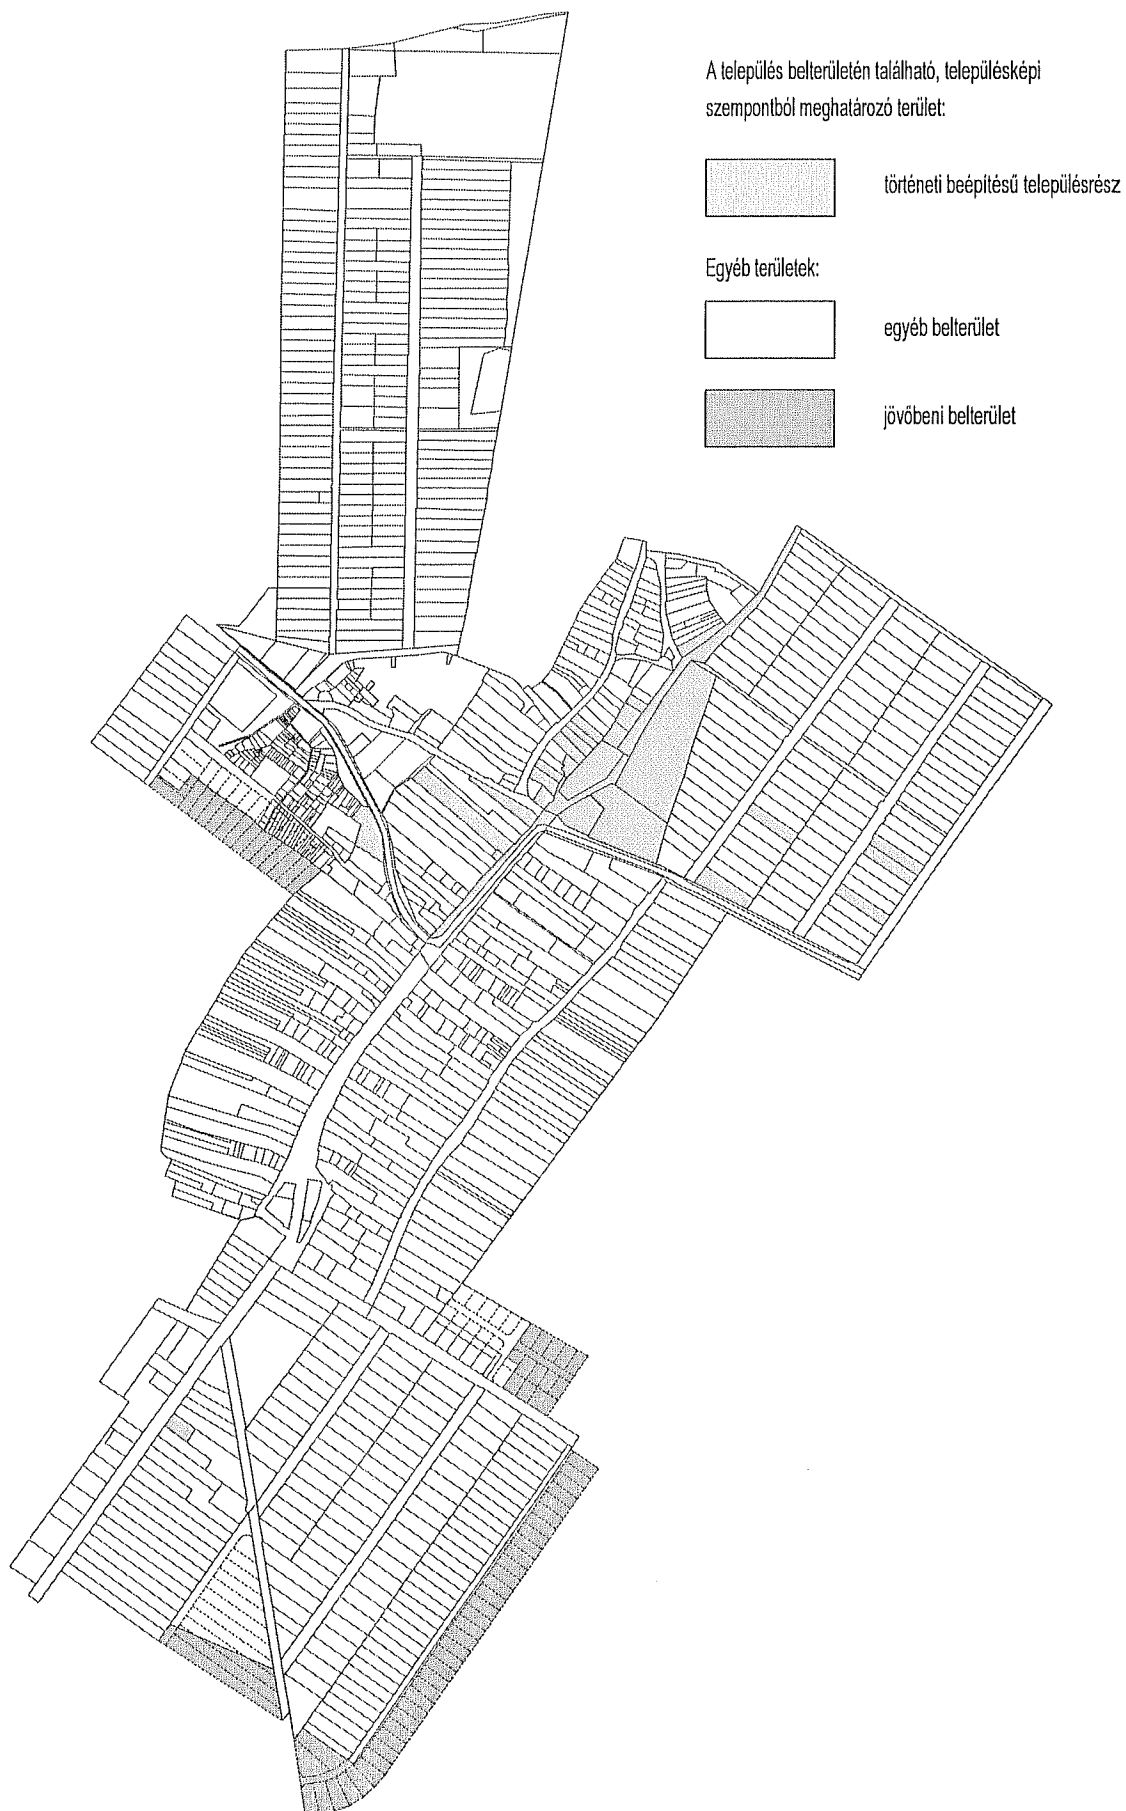 A település belterületén található, településképi
szempontból meghatározó terület:
történeti beépítésű településrész
Egyéb területek:
egyéb belterület
jövőbeni belterület